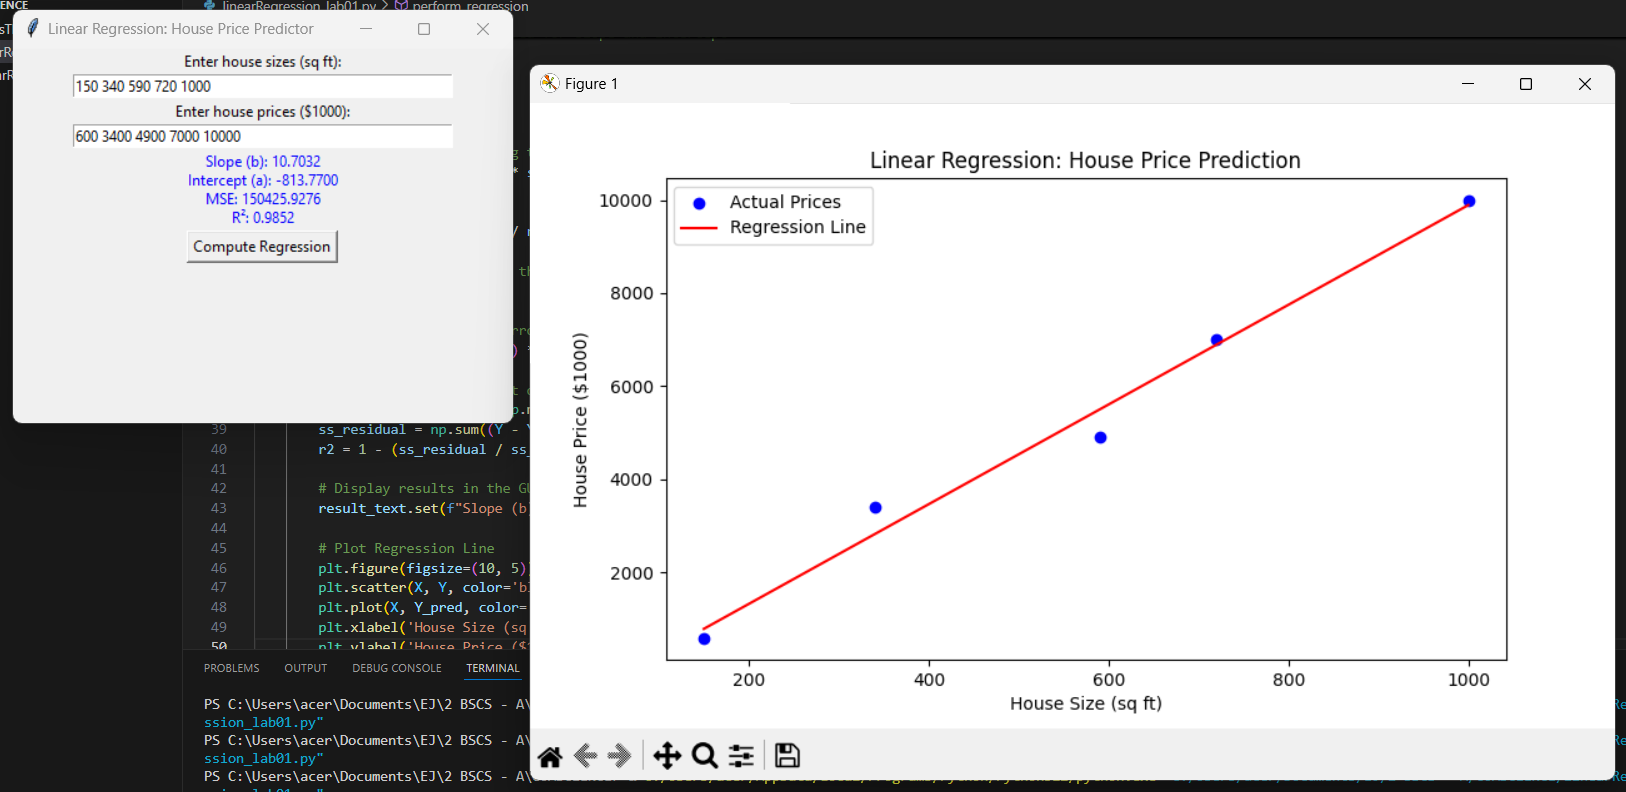 ENCE
linearRegression_lab01.py > perform_regression
Linear Regression: House Price Predictor
Enter house sizes (sq ft):
150 340 590 720 1000
Enter house prices ($1000):
600 3400 4900 7000 10000
Slope (b): 10.7032
Intercept (a): -813.7700
MSE: 150425.9276
R²: 0.9852
Compute Regression
39 ss_residual = np.sum((Y -
40 r2 = 1 - (ss_residual / ss_
41
42 # Display results in the GU
43 result_text.set(f"Slope (b
44
45 # Plot Regression Line
46 plt.figure(figsize=(10, 5)
47 plt.scatter(X, Y, color='b
48 plt.plot(X, Y_pred, color=
49 plt.xlabel('House Size (sq
50 plt.ylabel('House Price ($
PROBLEMS OUTPUT DEBUG CONSOLE TERMINAL
PS C:\Users\acer\Documents\EJ\2 BSCS - A\
ssion_lab01.py"
PS C:\Users\acer\Documents\EJ\2 BSCS - A\
ssion_lab01.py"
PS C:\Users\acer\Documents\EJ\2 BSCS - A\
ssion_lab01.py"
Figure 1
Linear Regression: House Price Prediction
Actual Prices
Regression Line
House Price ($1000)
10000
8000
6000
4000
2000
200 400 600 800 1000
House Size (sq ft)